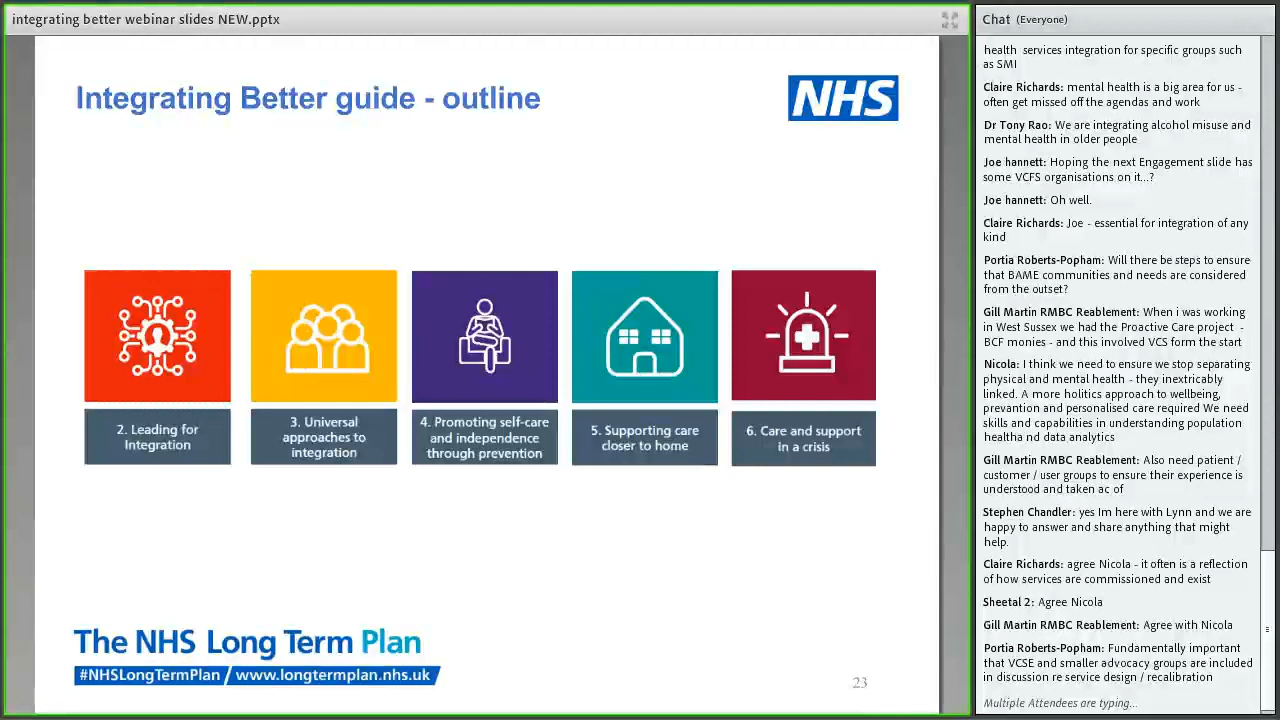 integrating better webinar slides NEW.pptx
Integrating Better guide - outline
NHS
2. Leading for
Integration
3. Universal
approaches to
integration
4. Promoting self-care
and independence
through prevention
5. Supporting care
closer to home
6. Care and support
in a crisis
The NHS Long Term Plan
#NHSLongTermPlan / www.longtermplan.nhs.uk
23
Chat (Everyone)
health services integration for specific groups such
as SMI
Claire Richards: mental health is a big area for us -
often get missed off the agendas and work
Dr Tony Rao: We are integrating alcohol misuse and
mental health in older people
Joe hannett: Hoping the next Engagement slide has
some VCFS organisations on it...?
Joe hannett: Oh well.
Claire Richards: Joe - essential for integration of any
kind
Portia Roberts-Popham: Will there be steps to ensure
that BAME communities and needs are considered
from the outset?
Gill Martin RMBC Reablement: When i was working
in West Sussex we had the Proactive Care project -
BCF monies - and this involved VCS form the start
Nicola: I think we need to ensure we stop separating
physical and mental health - they inextricably
linked. A more holitics approach to wellbeing,
prevantion and personalised care required We need
skills and capabilities in understanding population
healtha nd data analytics
Gill Martin RMBC Reablement: Also need patient /
customer / user groups to ensure their experience is
understood and taken ac of
Stephen Chandler: yes Im here with Lynn and we are
happy to answer and share anything that might
help.
Claire Richards: agree Nicola - it often is a reflection
of how services are commissioned and exist
Sheetal 2: Agree Nicola
Gill Martin RMBC Reablement: Agree with Nicola
Portia Roberts-Popham: Fundamentally important
that VCSE and smaller advocacy groups are included
in discussion re service design / recalibration
Multiple Attendees are typing...